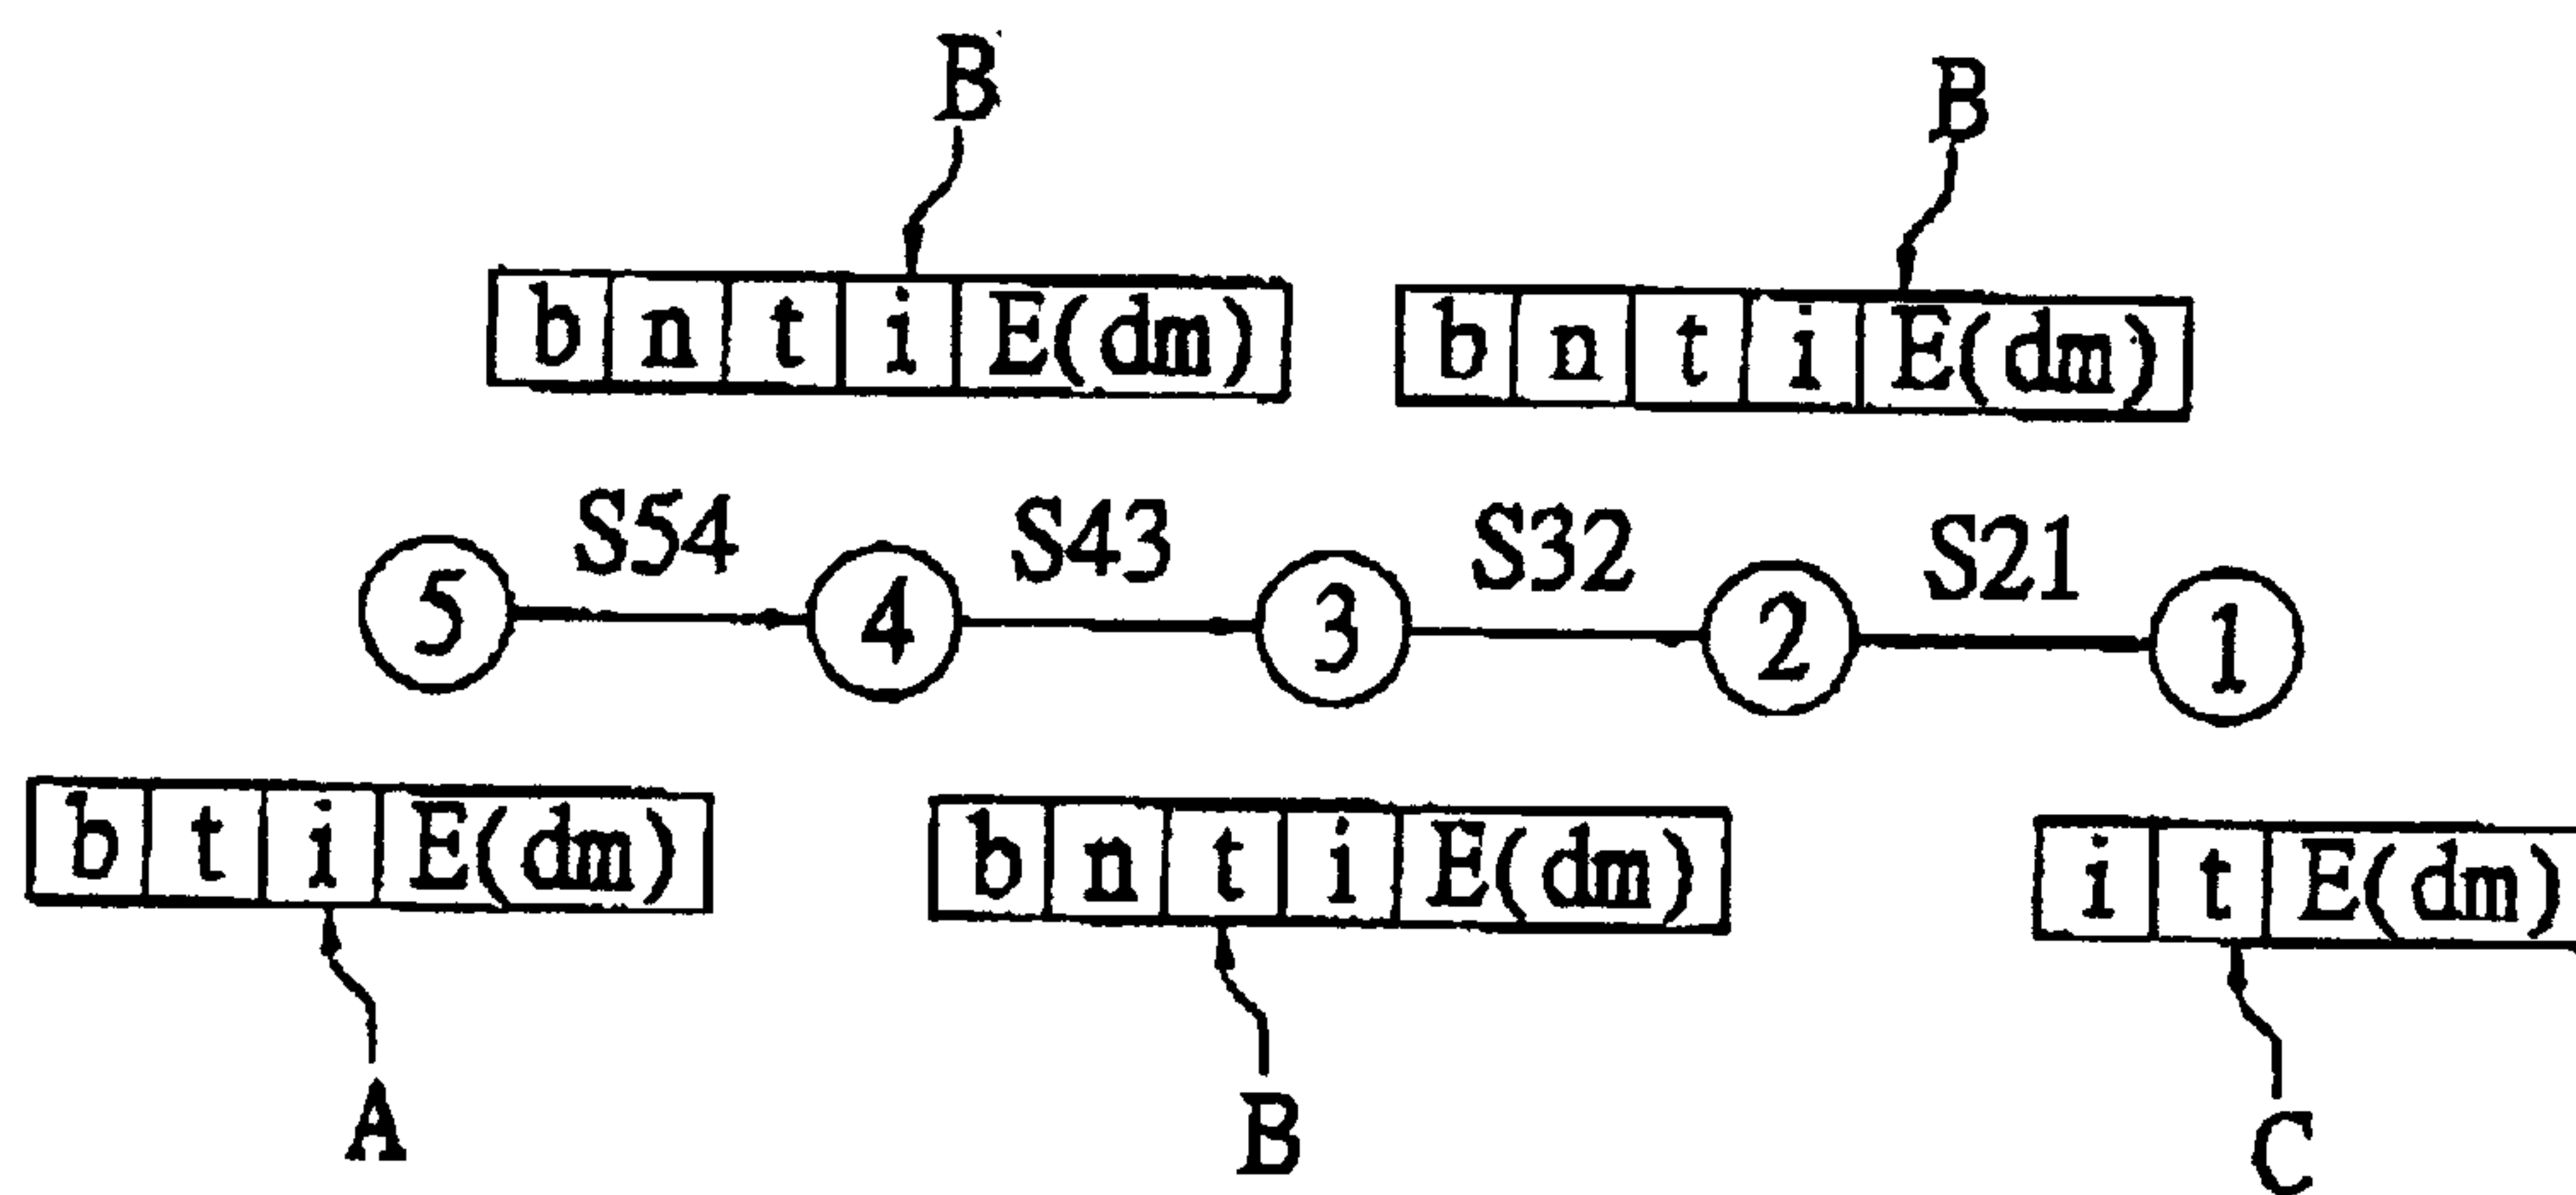 B B
b n t i E(dm) b n t i E(dm)
S54 S43 S32 S21
5 4 3 2 1
b t i E(dm) b n t i E(dm) i t E(dm)
A B C